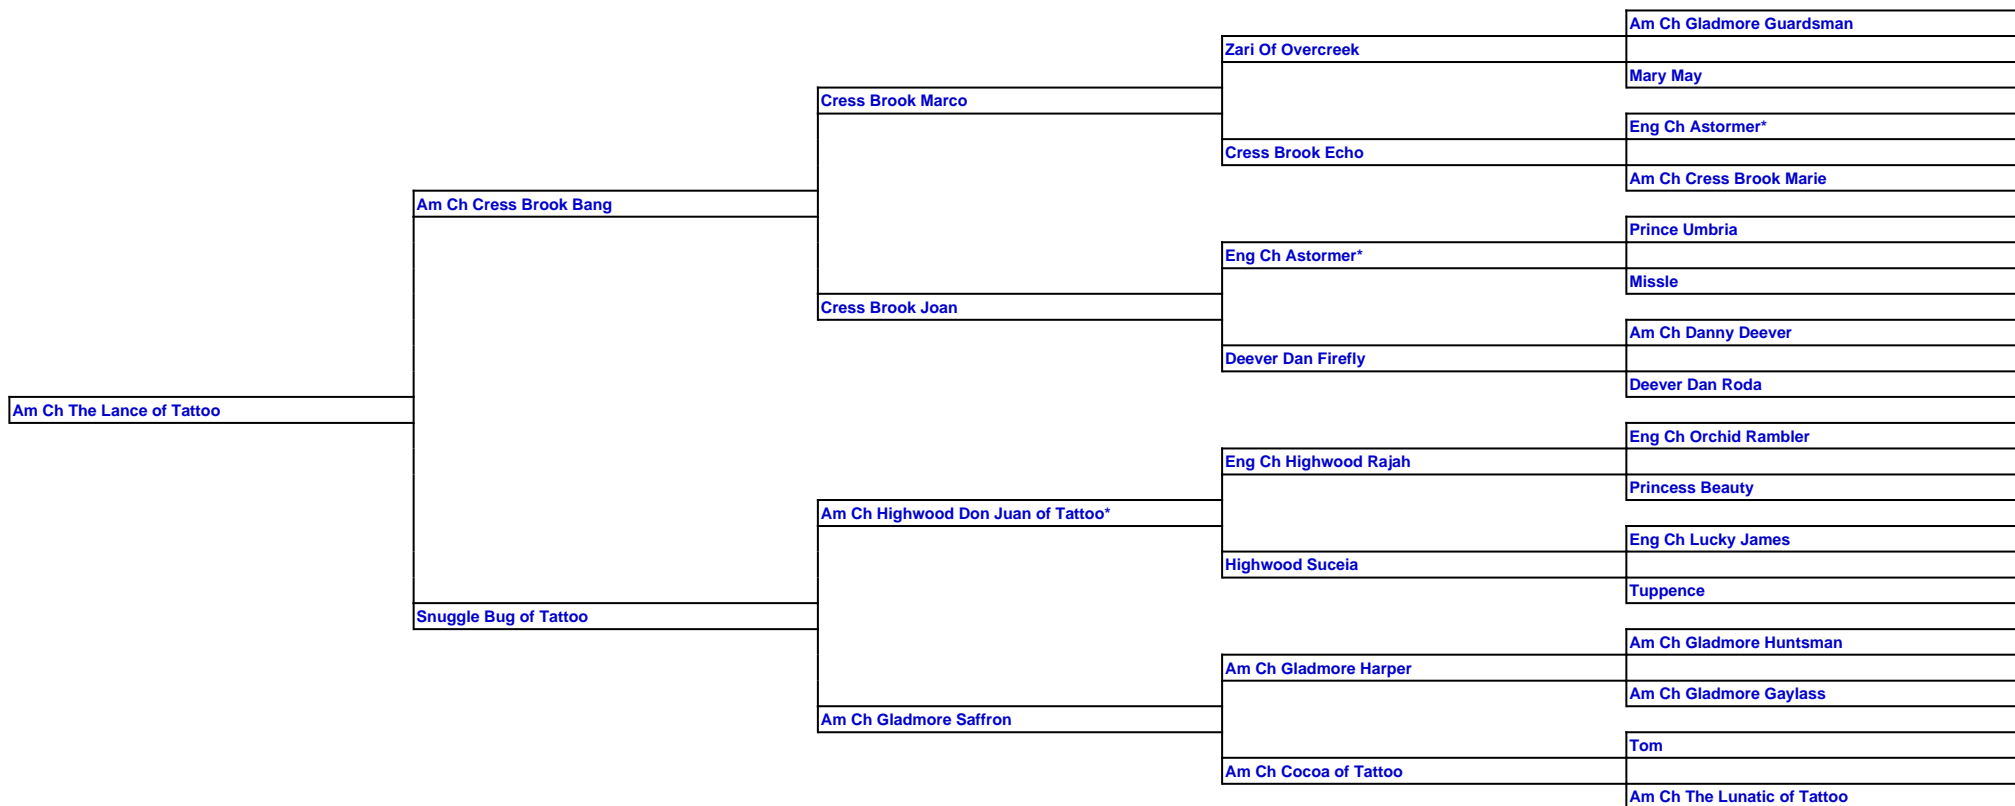 Am Ch Gladmore Guardsman
Zari Of Overcreek
Mary May
Cress Brook Marco
Eng Ch Astormer*
Cress Brook Echo
Am Ch Cress Brook Marie
Am Ch Cress Brook Bang
Prince Umbria
Eng Ch Astormer*
Missle
Cress Brook Joan
Am Ch Danny Deever
Deever Dan Firefly
Deever Dan Roda
Am Ch The Lance of Tattoo
Eng Ch Orchid Rambler
Eng Ch Highwood Rajah
Princess Beauty
Am Ch Highwood Don Juan of Tattoo*
Eng Ch Lucky James
Highwood Suceia
Tuppence
Snuggle Bug of Tattoo
Am Ch Gladmore Huntsman
Am Ch Gladmore Harper
Am Ch Gladmore Gaylass
Am Ch Gladmore Saffron
Tom
Am Ch Cocoa of Tattoo
Am Ch The Lunatic of Tattoo